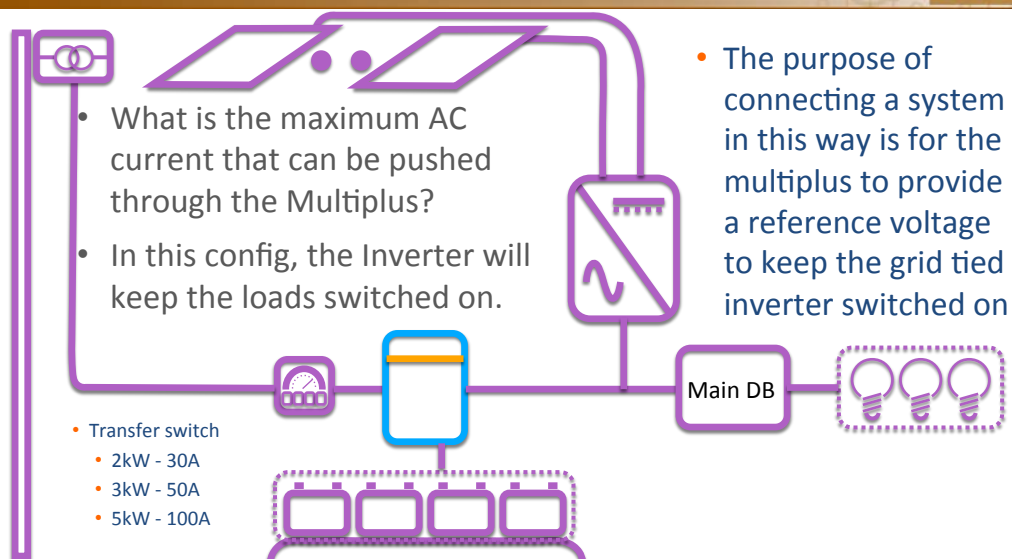 • What is the maximum AC
current that can be pushed
through the Multiplus?
• In this config, the Inverter will
keep the loads switched on.
• The purpose of
connecting a system
in this way is for the
multiplus to provide
a reference voltage
to keep the grid tied
inverter switched on
Main DB
• Transfer switch
• 2kW - 30A
• 3kW - 50A
• 5kW - 100A